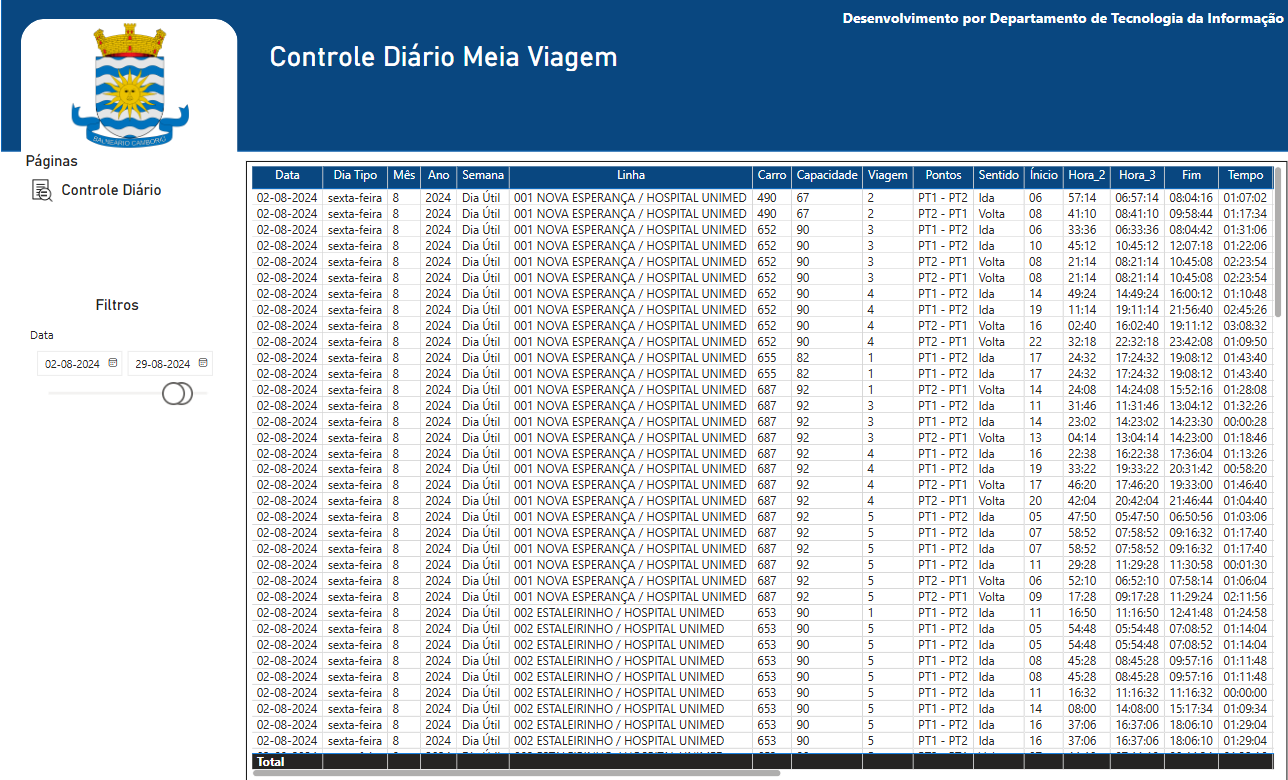 Desenvolvimento por Departamento de Tecnologia da Informação
Controle Diário Meia Viagem
BALNEÁRIO CAMBORIÚ
Páginas
Controle Diário
Filtros
Data
02-08-2024 29-08-2024
Data Dia Tipo Mês Ano Semana Linha Carro Capacidade Viagem Pontos Sentido Ínicio Hora_2 Hora_3 Fim Tempo
02-08-2024 sexta-feira 8 2024 Dia Útil 001 NOVA ESPERANÇA / HOSPITAL UNIMED 490 67 2 PT1 - PT2 Ida 06 57:14 06:57:14 08:04:16 01:07:02
02-08-2024 sexta-feira 8 2024 Dia Útil 001 NOVA ESPERANÇA / HOSPITAL UNIMED 490 67 2 PT2 - PT1 Volta 08 41:10 08:41:10 09:58:44 01:17:34
02-08-2024 sexta-feira 8 2024 Dia Útil 001 NOVA ESPERANÇA / HOSPITAL UNIMED 652 90 3 PT1 - PT2 Ida 06 33:36 06:33:36 08:04:42 01:31:06
02-08-2024 sexta-feira 8 2024 Dia Útil 001 NOVA ESPERANÇA / HOSPITAL UNIMED 652 90 3 PT1 - PT2 Ida 10 45:12 10:45:12 12:07:18 01:22:06
02-08-2024 sexta-feira 8 2024 Dia Útil 001 NOVA ESPERANÇA / HOSPITAL UNIMED 652 90 3 PT2 - PT1 Volta 08 21:14 08:21:14 10:45:08 02:23:54
02-08-2024 sexta-feira 8 2024 Dia Útil 001 NOVA ESPERANÇA / HOSPITAL UNIMED 652 90 3 PT2 - PT1 Volta 08 21:14 08:21:14 10:45:08 02:23:54
02-08-2024 sexta-feira 8 2024 Dia Útil 001 NOVA ESPERANÇA / HOSPITAL UNIMED 652 90 4 PT1 - PT2 Ida 14 49:24 14:49:24 16:00:12 01:10:48
02-08-2024 sexta-feira 8 2024 Dia Útil 001 NOVA ESPERANÇA / HOSPITAL UNIMED 652 90 4 PT1 - PT2 Ida 19 11:14 19:11:14 21:56:40 02:45:26
02-08-2024 sexta-feira 8 2024 Dia Útil 001 NOVA ESPERANÇA / HOSPITAL UNIMED 652 90 4 PT2 - PT1 Volta 16 02:40 16:02:40 19:11:12 03:08:32
02-08-2024 sexta-feira 8 2024 Dia Útil 001 NOVA ESPERANÇA / HOSPITAL UNIMED 652 90 4 PT2 - PT1 Volta 22 32:18 22:32:18 23:42:08 01:09:50
02-08-2024 sexta-feira 8 2024 Dia Útil 001 NOVA ESPERANÇA / HOSPITAL UNIMED 655 82 1 PT1 - PT2 Ida 17 24:32 17:24:32 19:08:12 01:43:40
02-08-2024 sexta-feira 8 2024 Dia Útil 001 NOVA ESPERANÇA / HOSPITAL UNIMED 655 82 1 PT1 - PT2 Ida 17 24:32 17:24:32 19:08:12 01:43:40
02-08-2024 sexta-feira 8 2024 Dia Útil 001 NOVA ESPERANÇA / HOSPITAL UNIMED 687 92 1 PT2 - PT1 Volta 14 24:08 14:24:08 15:52:16 01:28:08
02-08-2024 sexta-feira 8 2024 Dia Útil 001 NOVA ESPERANÇA / HOSPITAL UNIMED 687 92 3 PT1 - PT2 Ida 11 31:46 11:31:46 13:04:12 01:32:26
02-08-2024 sexta-feira 8 2024 Dia Útil 001 NOVA ESPERANÇA / HOSPITAL UNIMED 687 92 3 PT1 - PT2 Ida 14 23:02 14:23:02 14:23:30 00:00:28
02-08-2024 sexta-feira 8 2024 Dia Útil 001 NOVA ESPERANÇA / HOSPITAL UNIMED 687 92 3 PT2 - PT1 Volta 13 04:14 13:04:14 14:23:00 01:18:46
02-08-2024 sexta-feira 8 2024 Dia Útil 001 NOVA ESPERANÇA / HOSPITAL UNIMED 687 92 4 PT1 - PT2 Ida 16 22:38 16:22:38 17:36:04 01:13:26
02-08-2024 sexta-feira 8 2024 Dia Útil 001 NOVA ESPERANÇA / HOSPITAL UNIMED 687 92 4 PT1 - PT2 Ida 19 33:22 19:33:22 20:31:42 00:58:20
02-08-2024 sexta-feira 8 2024 Dia Útil 001 NOVA ESPERANÇA / HOSPITAL UNIMED 687 92 4 PT2 - PT1 Volta 17 46:20 17:46:20 19:33:00 01:46:40
02-08-2024 sexta-feira 8 2024 Dia Útil 001 NOVA ESPERANÇA / HOSPITAL UNIMED 687 92 4 PT2 - PT1 Volta 20 42:04 20:42:04 21:46:44 01:04:40
02-08-2024 sexta-feira 8 2024 Dia Útil 001 NOVA ESPERANÇA / HOSPITAL UNIMED 687 92 5 PT1 - PT2 Ida 05 47:50 05:47:50 06:50:56 01:03:06
02-08-2024 sexta-feira 8 2024 Dia Útil 001 NOVA ESPERANÇA / HOSPITAL UNIMED 687 92 5 PT1 - PT2 Ida 07 58:52 07:58:52 09:16:32 01:17:40
02-08-2024 sexta-feira 8 2024 Dia Útil 001 NOVA ESPERANÇA / HOSPITAL UNIMED 687 92 5 PT1 - PT2 Ida 07 58:52 07:58:52 09:16:32 01:17:40
02-08-2024 sexta-feira 8 2024 Dia Útil 001 NOVA ESPERANÇA / HOSPITAL UNIMED 687 92 5 PT1 - PT2 Ida 11 29:28 11:29:28 11:30:58 00:01:30
02-08-2024 sexta-feira 8 2024 Dia Útil 001 NOVA ESPERANÇA / HOSPITAL UNIMED 687 92 5 PT2 - PT1 Volta 06 52:10 06:52:10 07:58:14 01:06:04
02-08-2024 sexta-feira 8 2024 Dia Útil 001 NOVA ESPERANÇA / HOSPITAL UNIMED 687 92 5 PT2 - PT1 Volta 09 17:28 09:17:28 11:29:24 02:11:56
02-08-2024 sexta-feira 8 2024 Dia Útil 002 ESTALEIRINHO / HOSPITAL UNIMED 653 90 1 PT1 - PT2 Ida 11 16:50 11:16:50 12:41:48 01:24:58
02-08-2024 sexta-feira 8 2024 Dia Útil 002 ESTALEIRINHO / HOSPITAL UNIMED 653 90 5 PT1 - PT2 Ida 05 54:48 05:54:48 07:08:52 01:14:04
02-08-2024 sexta-feira 8 2024 Dia Útil 002 ESTALEIRINHO / HOSPITAL UNIMED 653 90 5 PT1 - PT2 Ida 05 54:48 05:54:48 07:08:52 01:14:04
02-08-2024 sexta-feira 8 2024 Dia Útil 002 ESTALEIRINHO / HOSPITAL UNIMED 653 90 5 PT1 - PT2 Ida 08 45:28 08:45:28 09:57:16 01:11:48
02-08-2024 sexta-feira 8 2024 Dia Útil 002 ESTALEIRINHO / HOSPITAL UNIMED 653 90 5 PT1 - PT2 Ida 08 45:28 08:45:28 09:57:16 01:11:48
02-08-2024 sexta-feira 8 2024 Dia Útil 002 ESTALEIRINHO / HOSPITAL UNIMED 653 90 5 PT1 - PT2 Ida 11 16:32 11:16:32 11:16:32 00:00:00
02-08-2024 sexta-feira 8 2024 Dia Útil 002 ESTALEIRINHO / HOSPITAL UNIMED 653 90 5 PT1 - PT2 Ida 14 08:00 14:08:00 15:17:34 01:09:34
02-08-2024 sexta-feira 8 2024 Dia Útil 002 ESTALEIRINHO / HOSPITAL UNIMED 653 90 5 PT1 - PT2 Ida 16 37:06 16:37:06 18:06:10 01:29:04
02-08-2024 sexta-feira 8 2024 Dia Útil 002 ESTALEIRINHO / HOSPITAL UNIMED 653 90 5 PT1 - PT2 Ida 16 37:06 16:37:06 18:06:10 01:29:04
Total